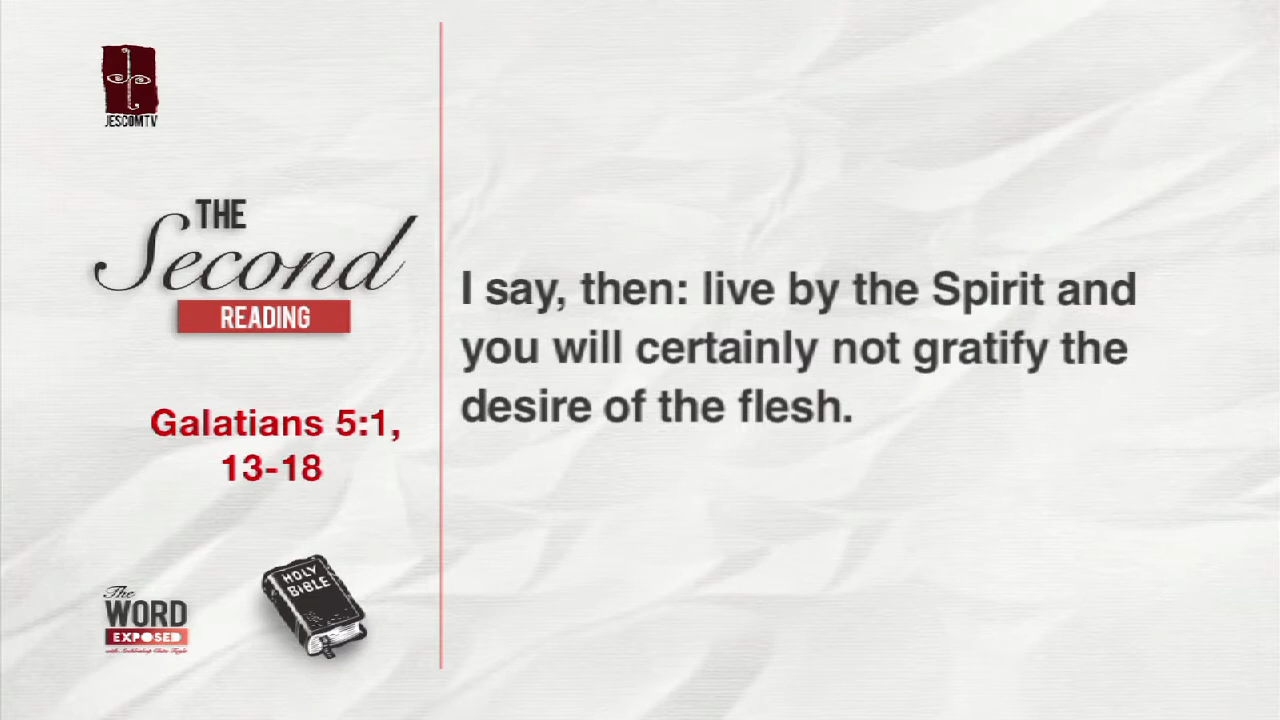 JESCOMTV
THE
Second
READING
Galatians 5:1,
13-18
HOLY
BIBLE
The
WORD
EXPOSED
I say, then: live by the Spirit and
you will certainly not gratify the
desire of the flesh.